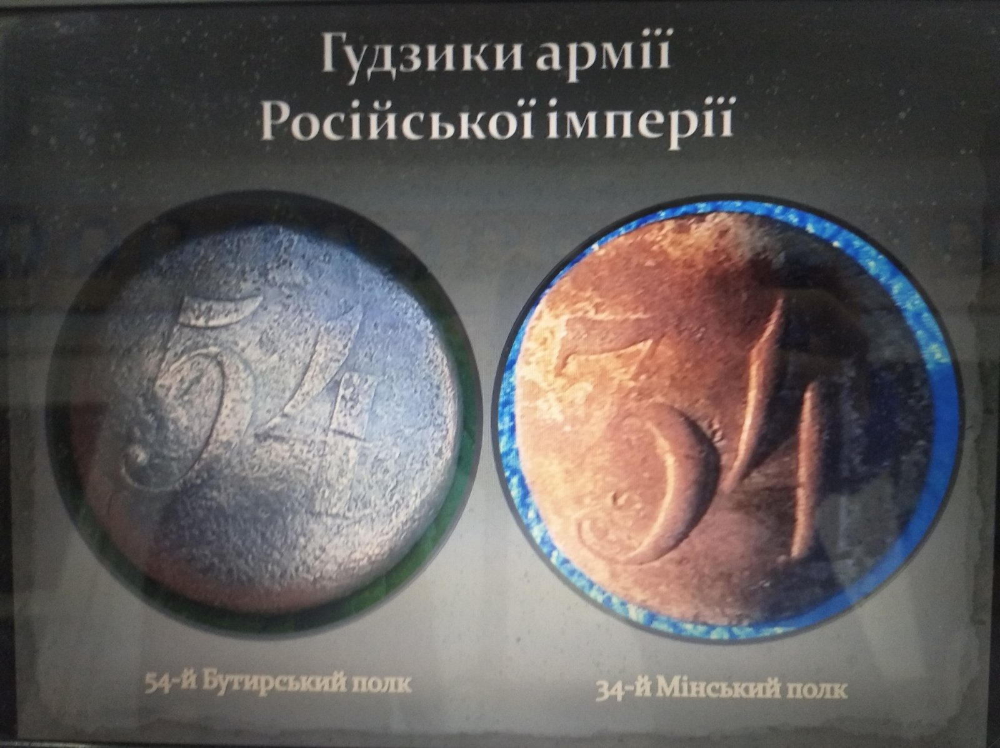 Гудзики армії
Російської імперії
54
34
54-й Бутирський полк
34-й Мінський полк